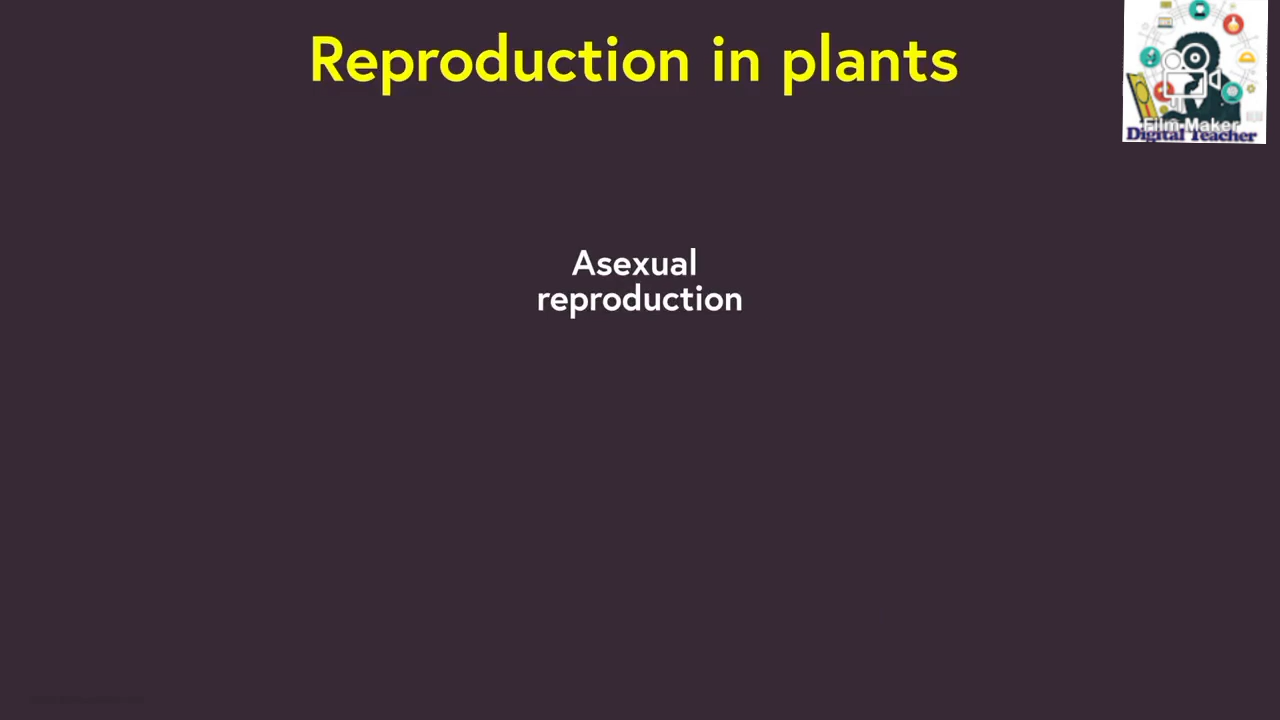 Reproduction in plants
Asexual
reproduction
Film Maker
Digital Teacher